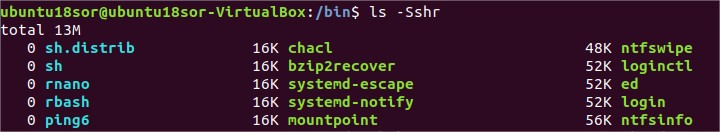 ubuntu18sor@ubuntu18sor-VirtualBox:/bin$ ls -Sshr
total 13M
0 sh.distrib 16K chacl 48K ntfswipe
0 sh 16K bzip2recover 52K loginctl
0 rnano 16K systemd-escape 52K ed
0 rbash 16K systemd-notify 52K login
0 ping6 16K mountpoint 56K ntfsinfo